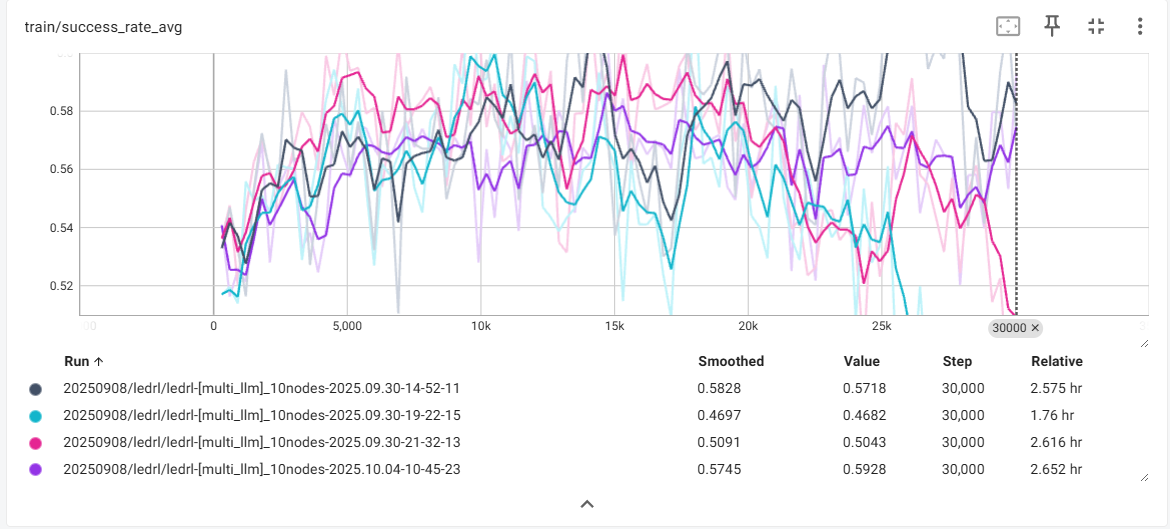 train/success_rate_avg
0.58
0.56
0.54
0.52
0 5,000 10k 15k 20k 25k 30000 ×
Run ↑ Smoothed Value Step Relative
20250908/ledrl/ledrl-[multi_llm]_10nodes-2025.09.30-14-52-11 0.5828 0.5718 30,000 2.575 hr
20250908/ledrl/ledrl-[multi_llm]_10nodes-2025.09.30-19-22-15 0.4697 0.4682 30,000 1.76 hr
20250908/ledrl/ledrl-[multi_llm]_10nodes-2025.09.30-21-32-13 0.5091 0.5043 30,000 2.616 hr
20250908/ledrl/ledrl-[multi_llm]_10nodes-2025.10.04-10-45-23 0.5745 0.5928 30,000 2.652 hr